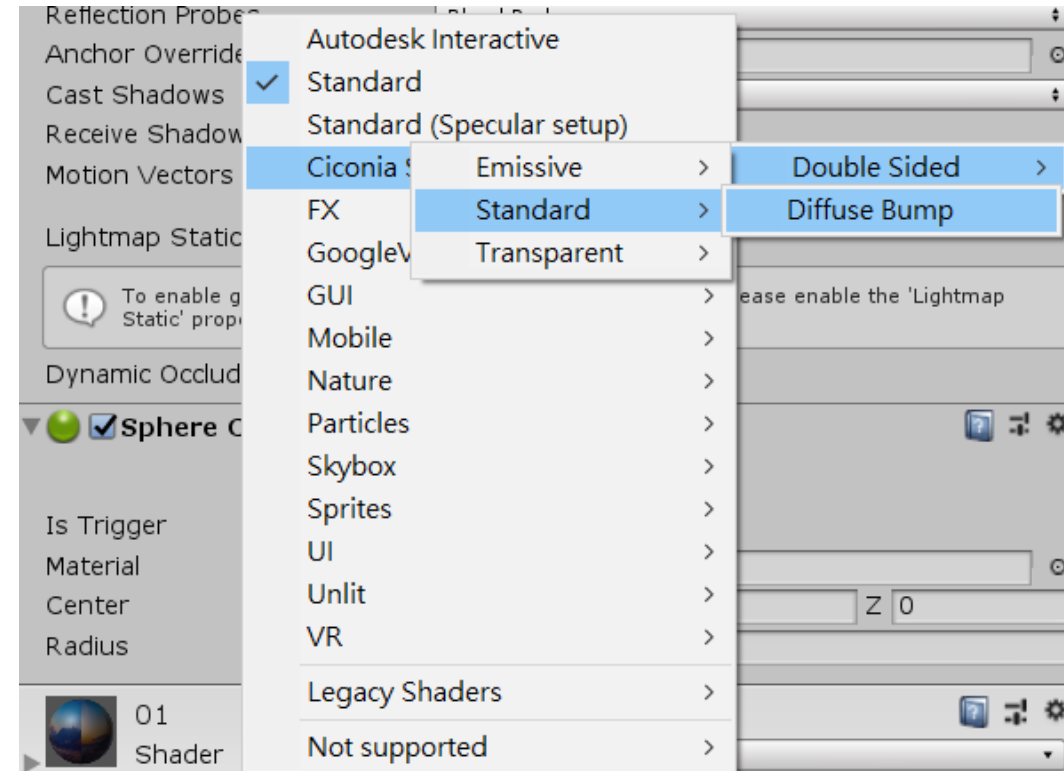 Reflection Probes
Anchor Override
Cast Shadows
Receive Shadow
Motion Vectors
Lightmap Static
To enable g
Static' prop
ease enable the 'Lightmap
Dynamic Occlud
Sphere C
Is Trigger
Material
Center
Z 0
Radius
01
Shader
Autodesk Interactive
Standard
Standard (Specular setup)
Ciconia S
FX
GoogleV
GUI
Mobile
Nature
Particles
Skybox
Sprites
UI
Unlit
VR
Legacy Shaders
Not supported
Emissive
Standard
Transparent
Double Sided
Diffuse Bump